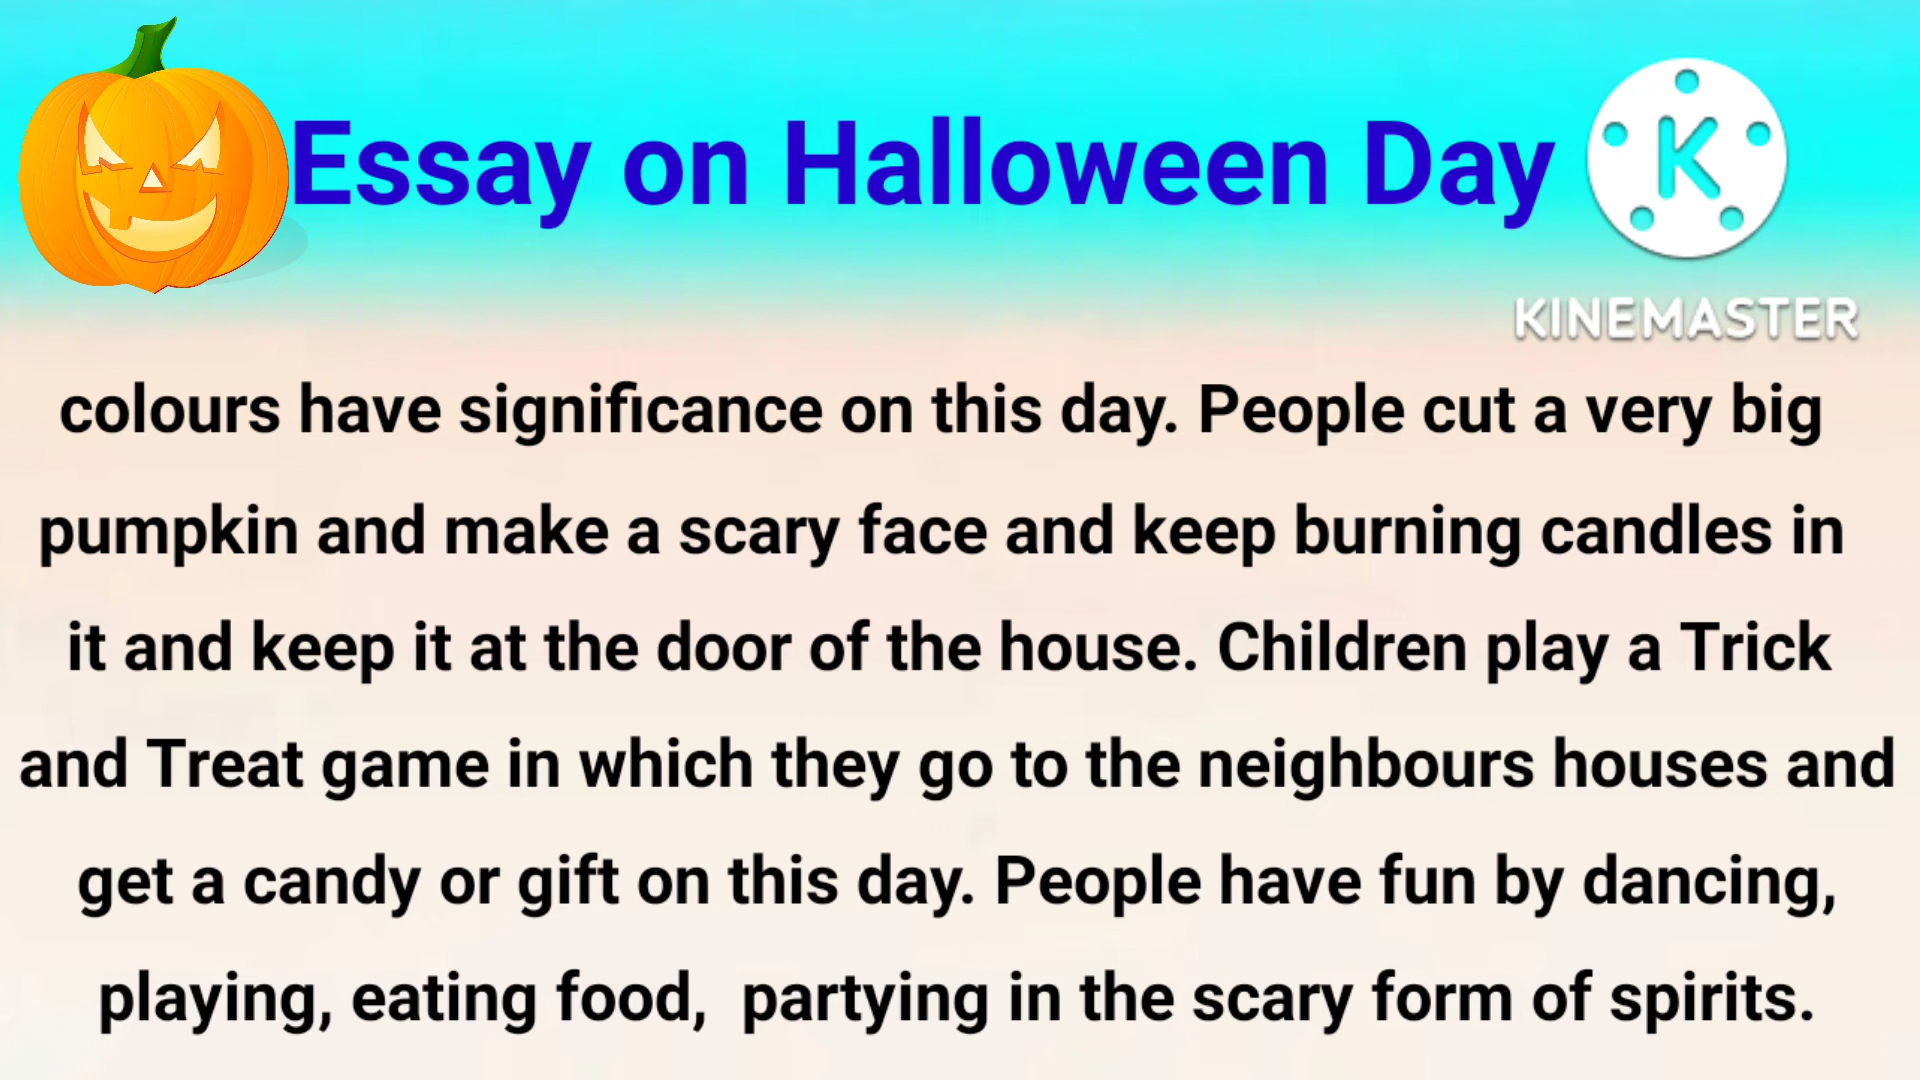 Essay on Halloween Day
K
KINEMASTER
colours have significance on this day. People cut a very big
pumpkin and make a scary face and keep burning candles in
it and keep it at the door of the house. Children play a Trick
and Treat game in which they go to the neighbours houses and
get a candy or gift on this day. People have fun by dancing,
playing, eating food,  partying in the scary form of spirits.